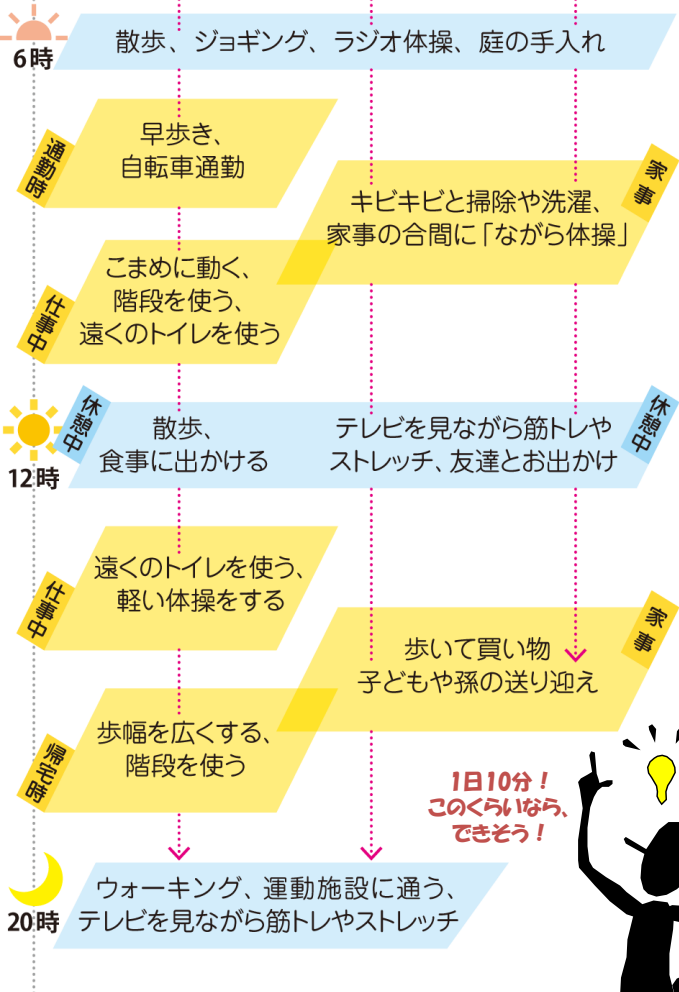 6時
散歩、ジョギング、ラジオ体操、庭の手入れ
通勤時
早歩き、
自転車通勤
家事
キビキビと掃除や洗濯、
家事の合間に「ながら体操」
仕事中
こまめに動く、
階段を使う、
遠くのトイレを使う
12時
休憩中
散歩、
食事に出かける
休憩中
テレビを見ながら筋トレや
ストレッチ、友達とお出かけ
仕事中
遠くのトイレを使う、
軽い体操をする
家事
歩いて買い物
子どもや孫の送り迎え
帰宅時
歩幅を広くする、
階段を使う
1日10分！
このくらいなら、
できそう！
20時
ウォーキング、運動施設に通う、
テレビを見ながら筋トレやストレッチ